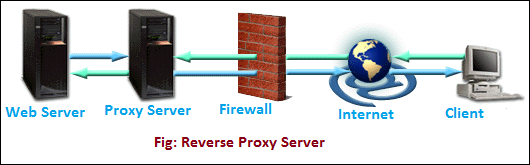 Web Server
Proxy Server
Firewall
Internet
Client
Fig: Reverse Proxy Server